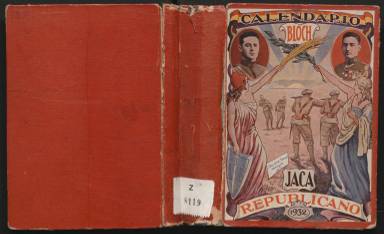 CALENDARIO
BLOCH
JACA
REPUBLICANO
1932
Z
4119